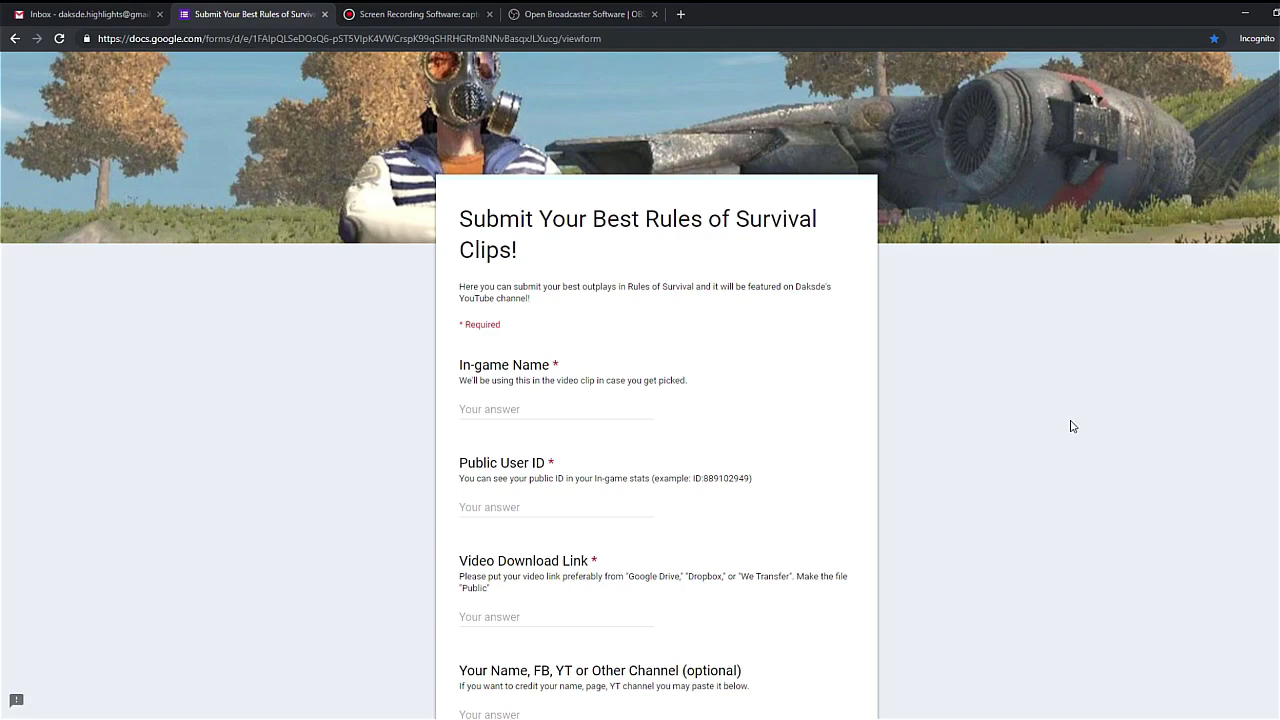 Inbox - daksde.highlights@gmail
Submit Your Best Rules of Surviva
Screen Recording Software: capt
Open Broadcaster Software | OBS
https://docs.google.com/forms/d/e/1FAIpQLSeDOsQ6-pST5VIpK4VWCrspK99qSHRHGRm8NNvBasqxJLXucg/viewform
Incognito
Submit Your Best Rules of Survival
Clips!
Here you can submit your best outplays in Rules of Survival and it will be featured on Daksde's
YouTube channel!
* Required
In-game Name *
We'll be using this in the video clip in case you get picked.
Your answer
Public User ID *
You can see your public ID in your In-game stats (example: ID:889102949)
Your answer
Video Download Link *
Please put your video link preferably from "Google Drive," "Dropbox," or "We Transfer". Make the file
"Public"
Your answer
Your Name, FB, YT or Other Channel (optional)
If you want to credit your name, page, YT channel you may paste it below.
Your answer